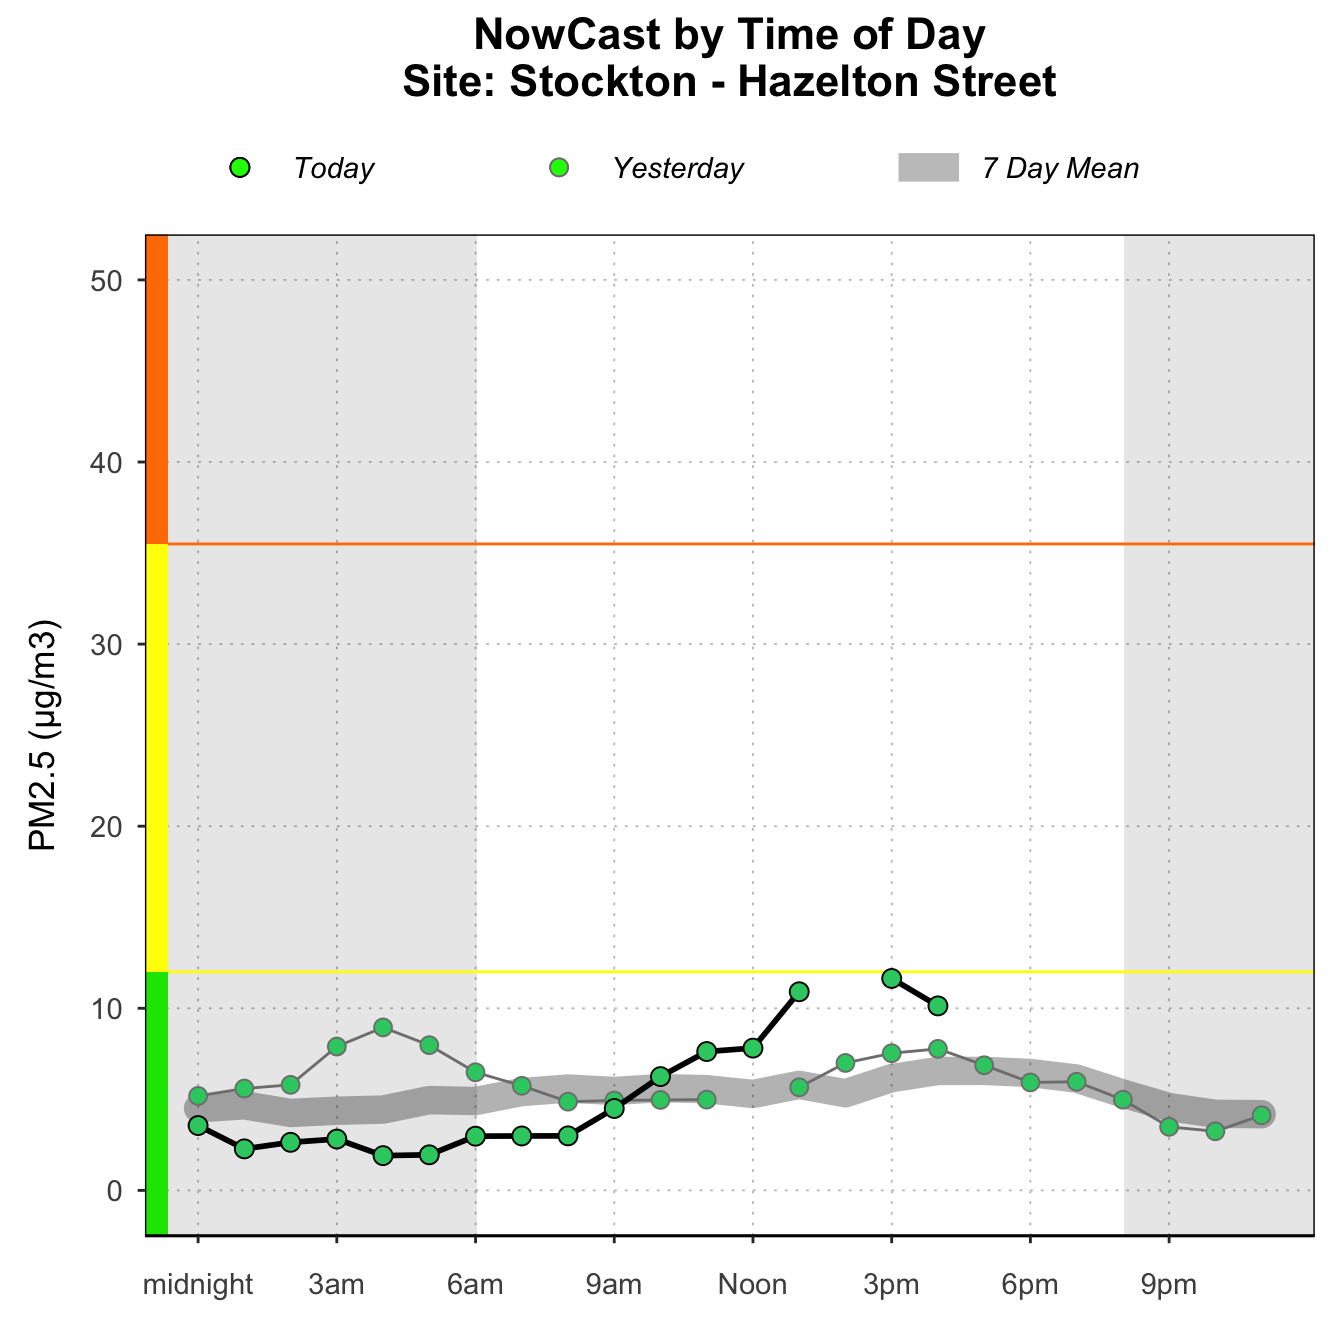 NowCast by Time of Day
Site: Stockton - Hazelton Street
Today Yesterday 7 Day Mean
50
40
30
20
10
0
PM2.5 (µg/m3)
midnight 3am 6am 9am Noon 3pm 6pm 9pm